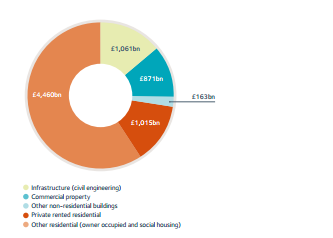 £1,061bn
£871bn
£163bn
£4,460bn
£1,015bn
Infrastructure (civil engineering)
Commercial property
Other non-residential buildings
Private rented residential
Other residential (owner occupied and social housing)